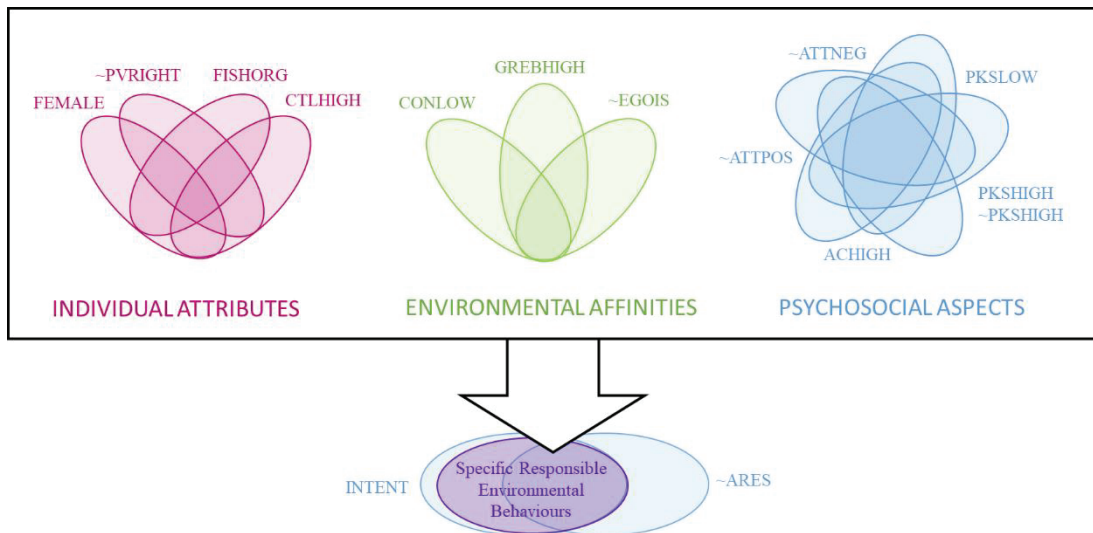 ~PVRIGHT
FISHORG
FEMALE
CTLHIGH
INDIVIDUAL ATTRIBUTES
GREBHIGH
CONLOW
~EGOIS
ENVIRONMENTAL AFFINITIES
~ATTNEG
PKSLOW
~ATTPOS
PKSHIGH
~PKSHIGH
ACHIGH
PSYCHOSOCIAL ASPECTS
INTENT
Specific Responsible
Environmental
Behaviours
~ARES